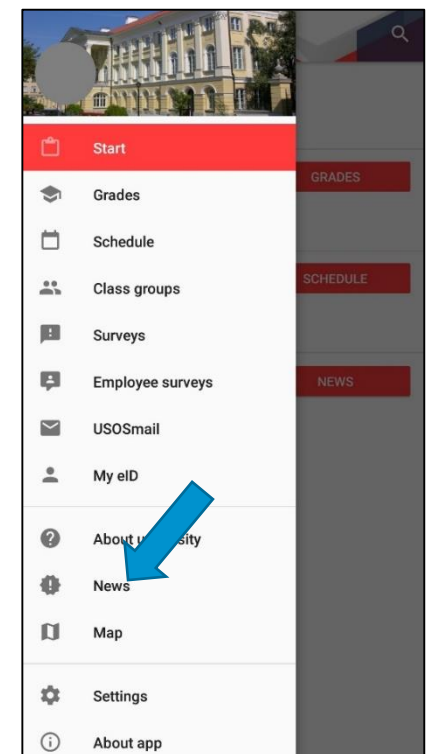 Start
GRADES
Grades
Schedule
SCHEDULE
Class groups
Surveys
NEWS
Employee surveys
USOSmail
My eID
About
News
Map
Settings
About app